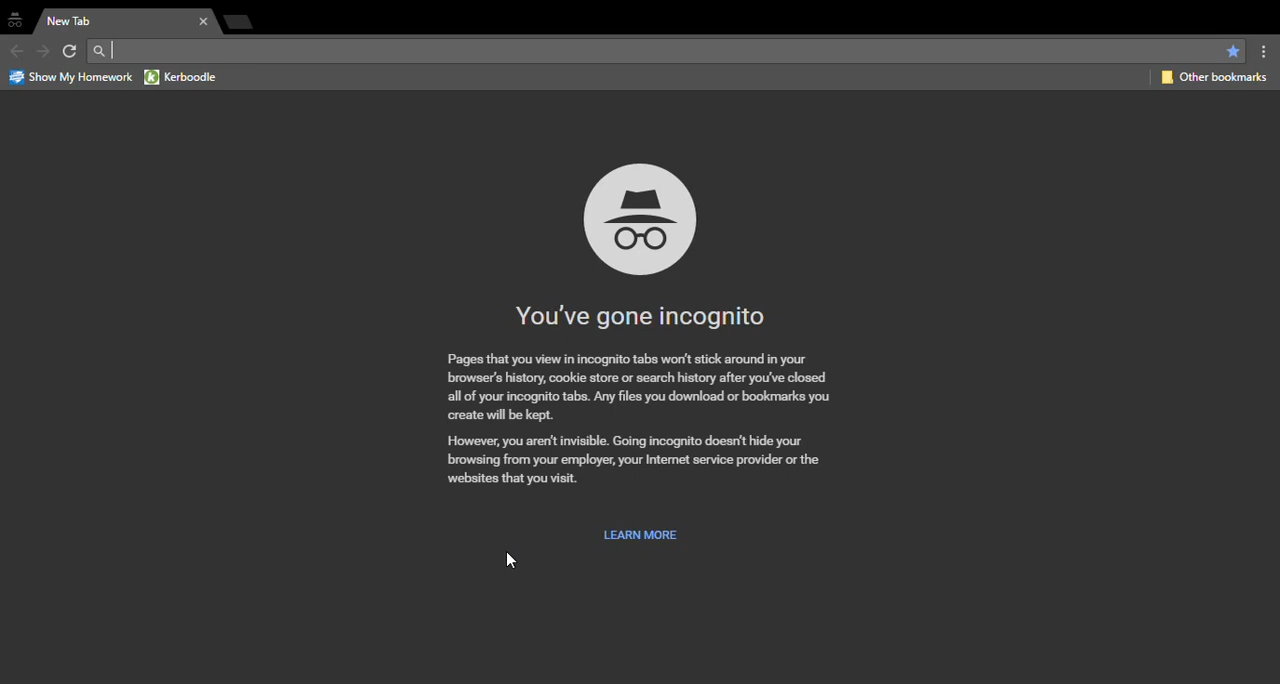 New Tab
Show My Homework
Kerboodle
Other bookmarks
You've gone incognito
Pages that you view in incognito tabs won't stick around in your
browser's history, cookie store or search history after you've closed
all of your incognito tabs. Any files you download or bookmarks you
create will be kept.
However, you aren't invisible. Going incognito doesn't hide your
browsing from your employer, your Internet service provider or the
websites that you visit.
LEARN MORE